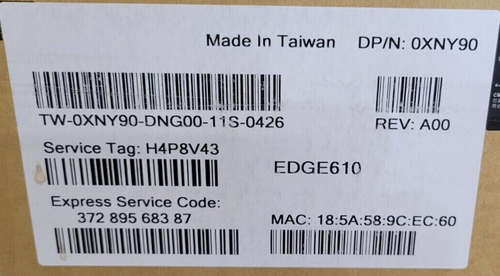 Made In Taiwan DP/N: 0XNY90
TW-0XNY90-DNG00-11S-0426
REV: A00
Service Tag: H4P8V43
EDGE610
Express Service Code:
372 895 683 87
MAC: 18:5A:58:9C:EC:60